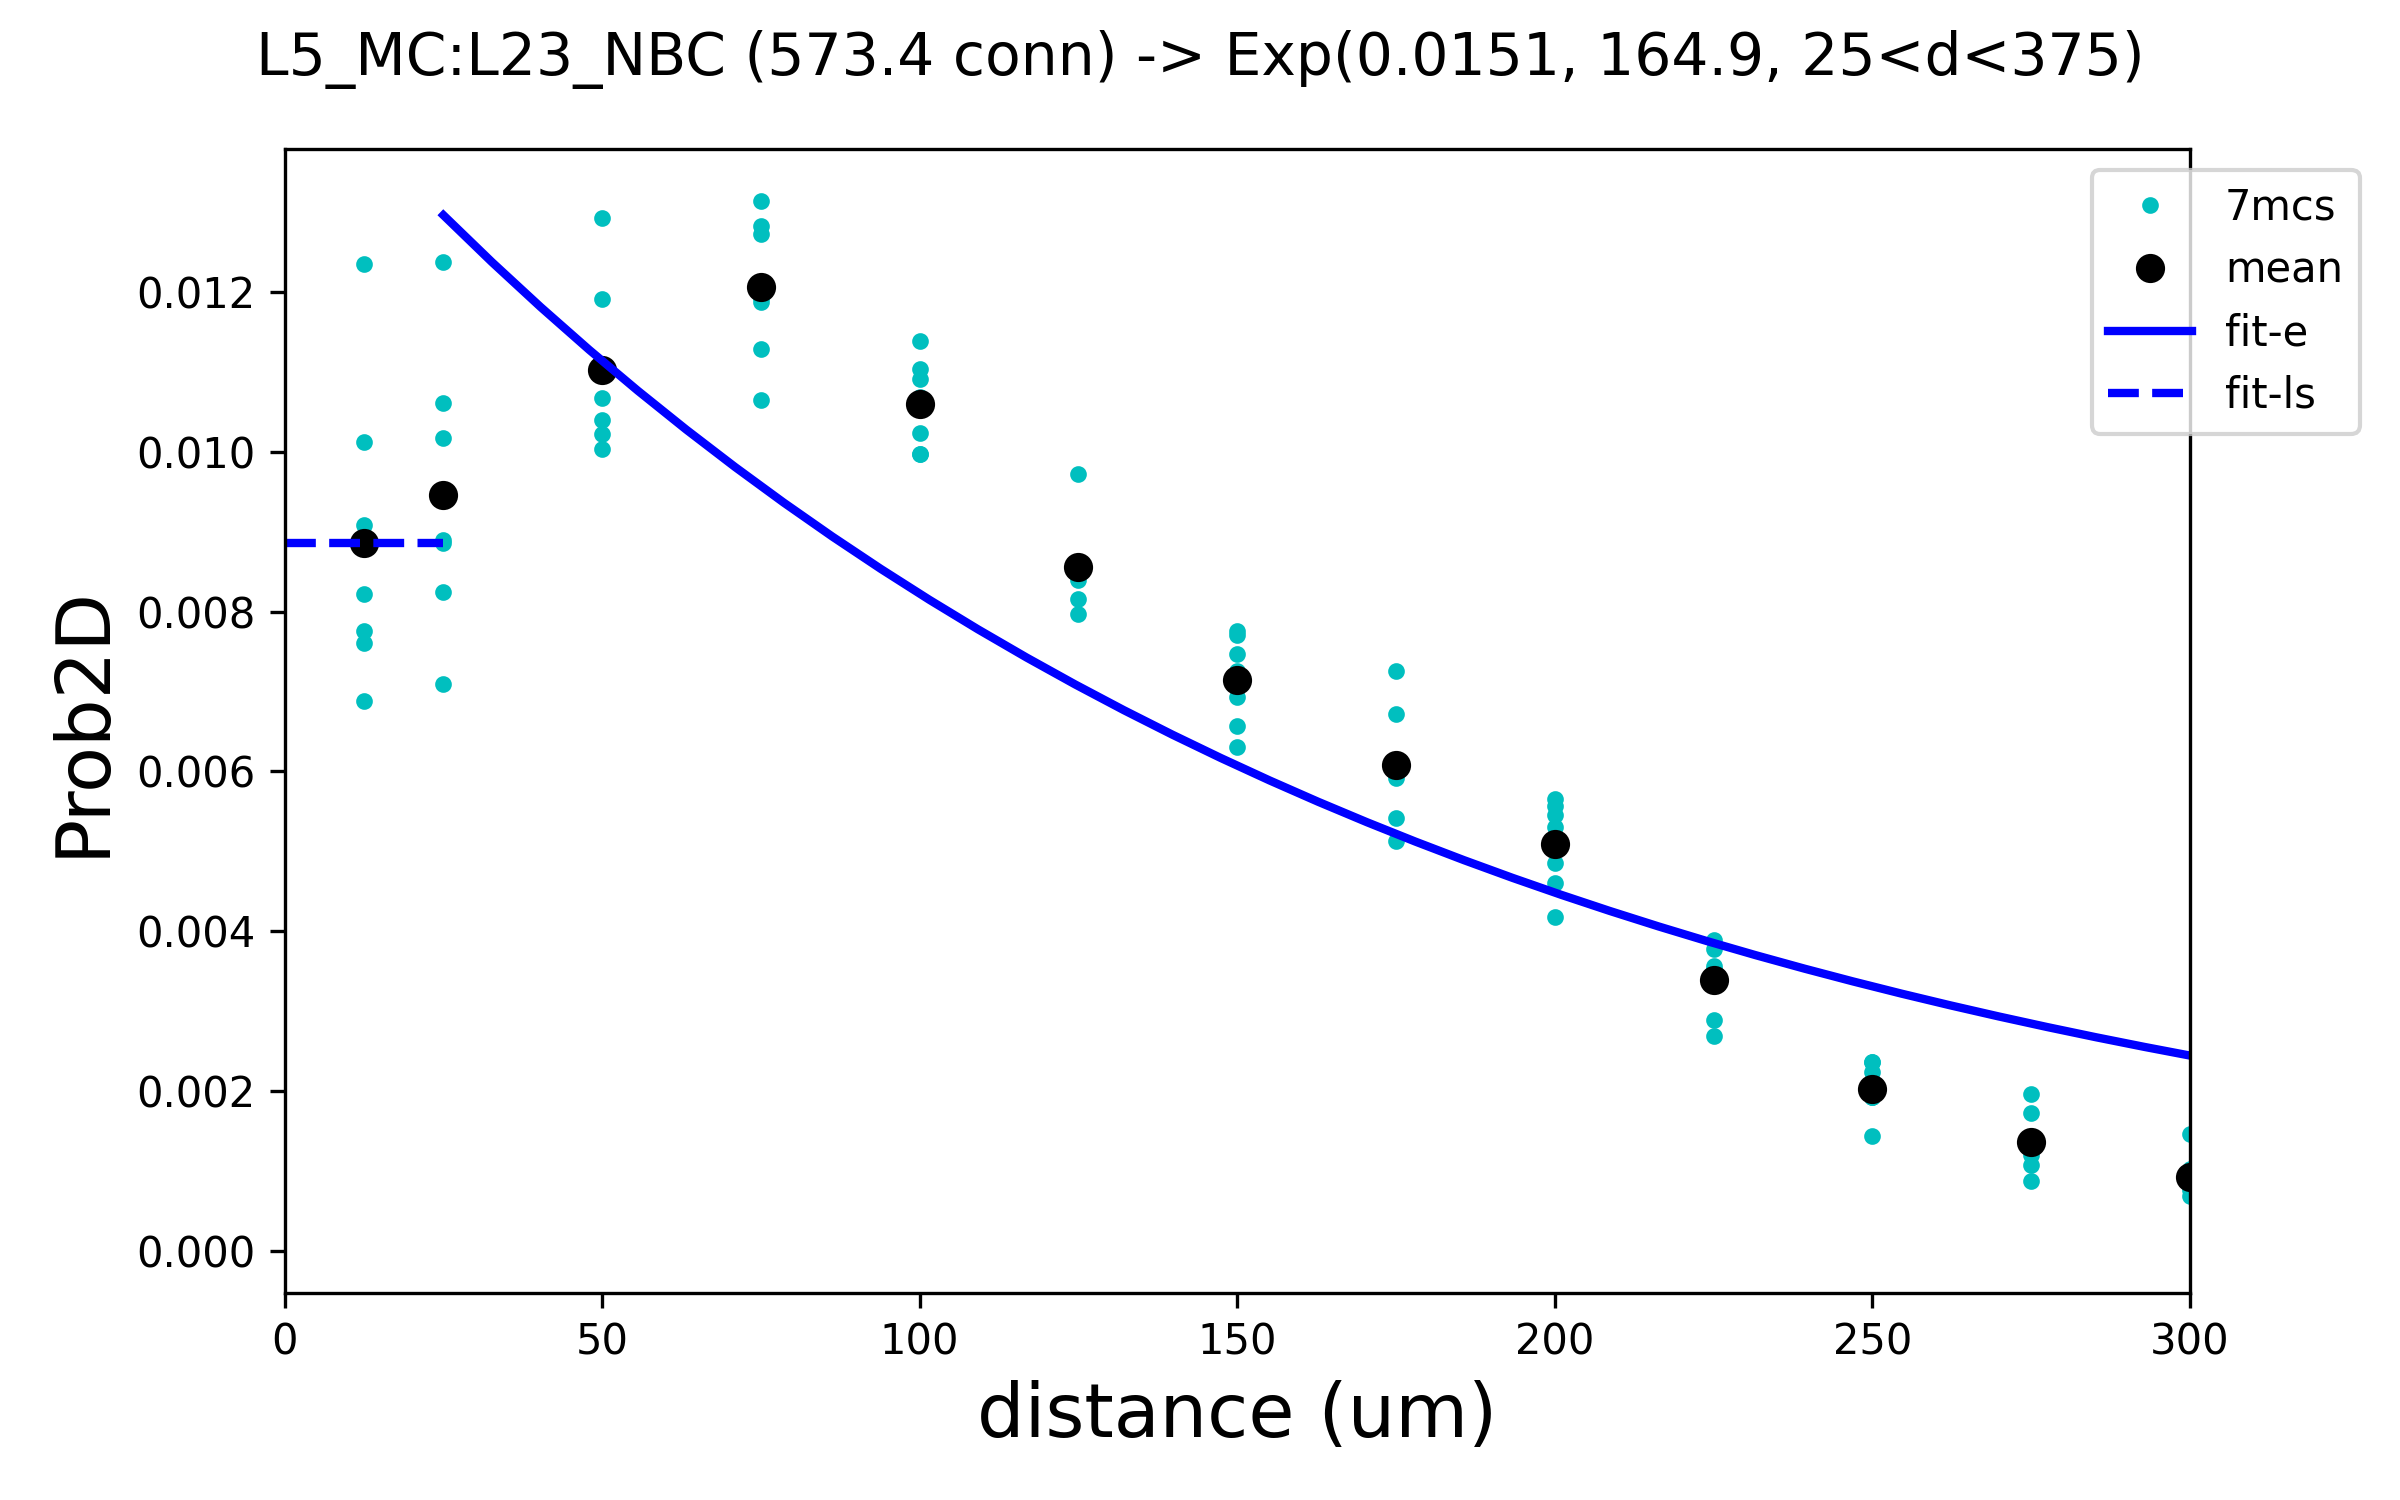 L5_MC:L23_NBC (573.4 conn) -> Exp(0.0151, 164.9, 25<d<375)
7mcs
mean
fit-e
fit-ls
Prob2D
0.012
0.010
0.008
0.006
0.004
0.002
0.000
0 50 100 150 200 250 300
distance (um)